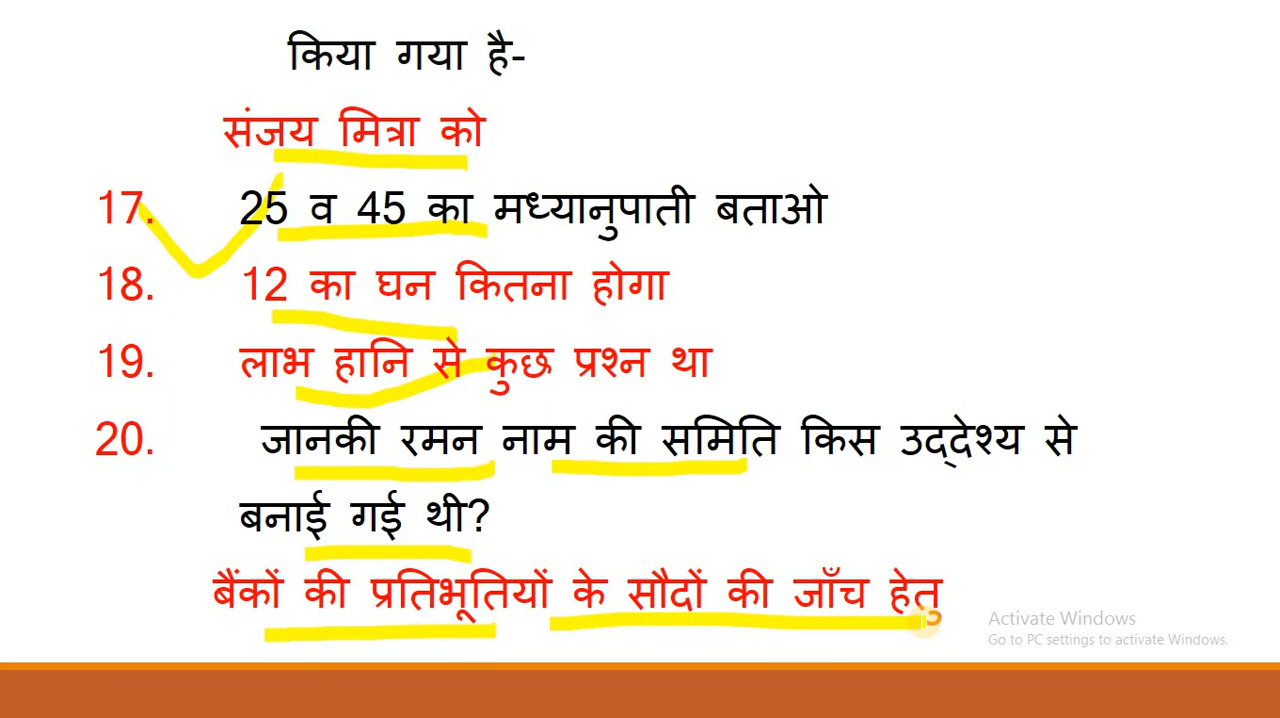 किया गया है-
संजय मित्रा को
17. 25 व 45 का मध्यानुपाती बताओ
18. 12 का घन कितना होगा
19. लाभ हानि से कुछ प्रश्न था
20. जानकी रमन नाम की समिति किस उद्देश्य से
बनाई गई थी?
बैंकों की प्रतिभूतियों के सौदों की जाँच हेतु
Activate Windows
Go to PC settings to activate Windows.